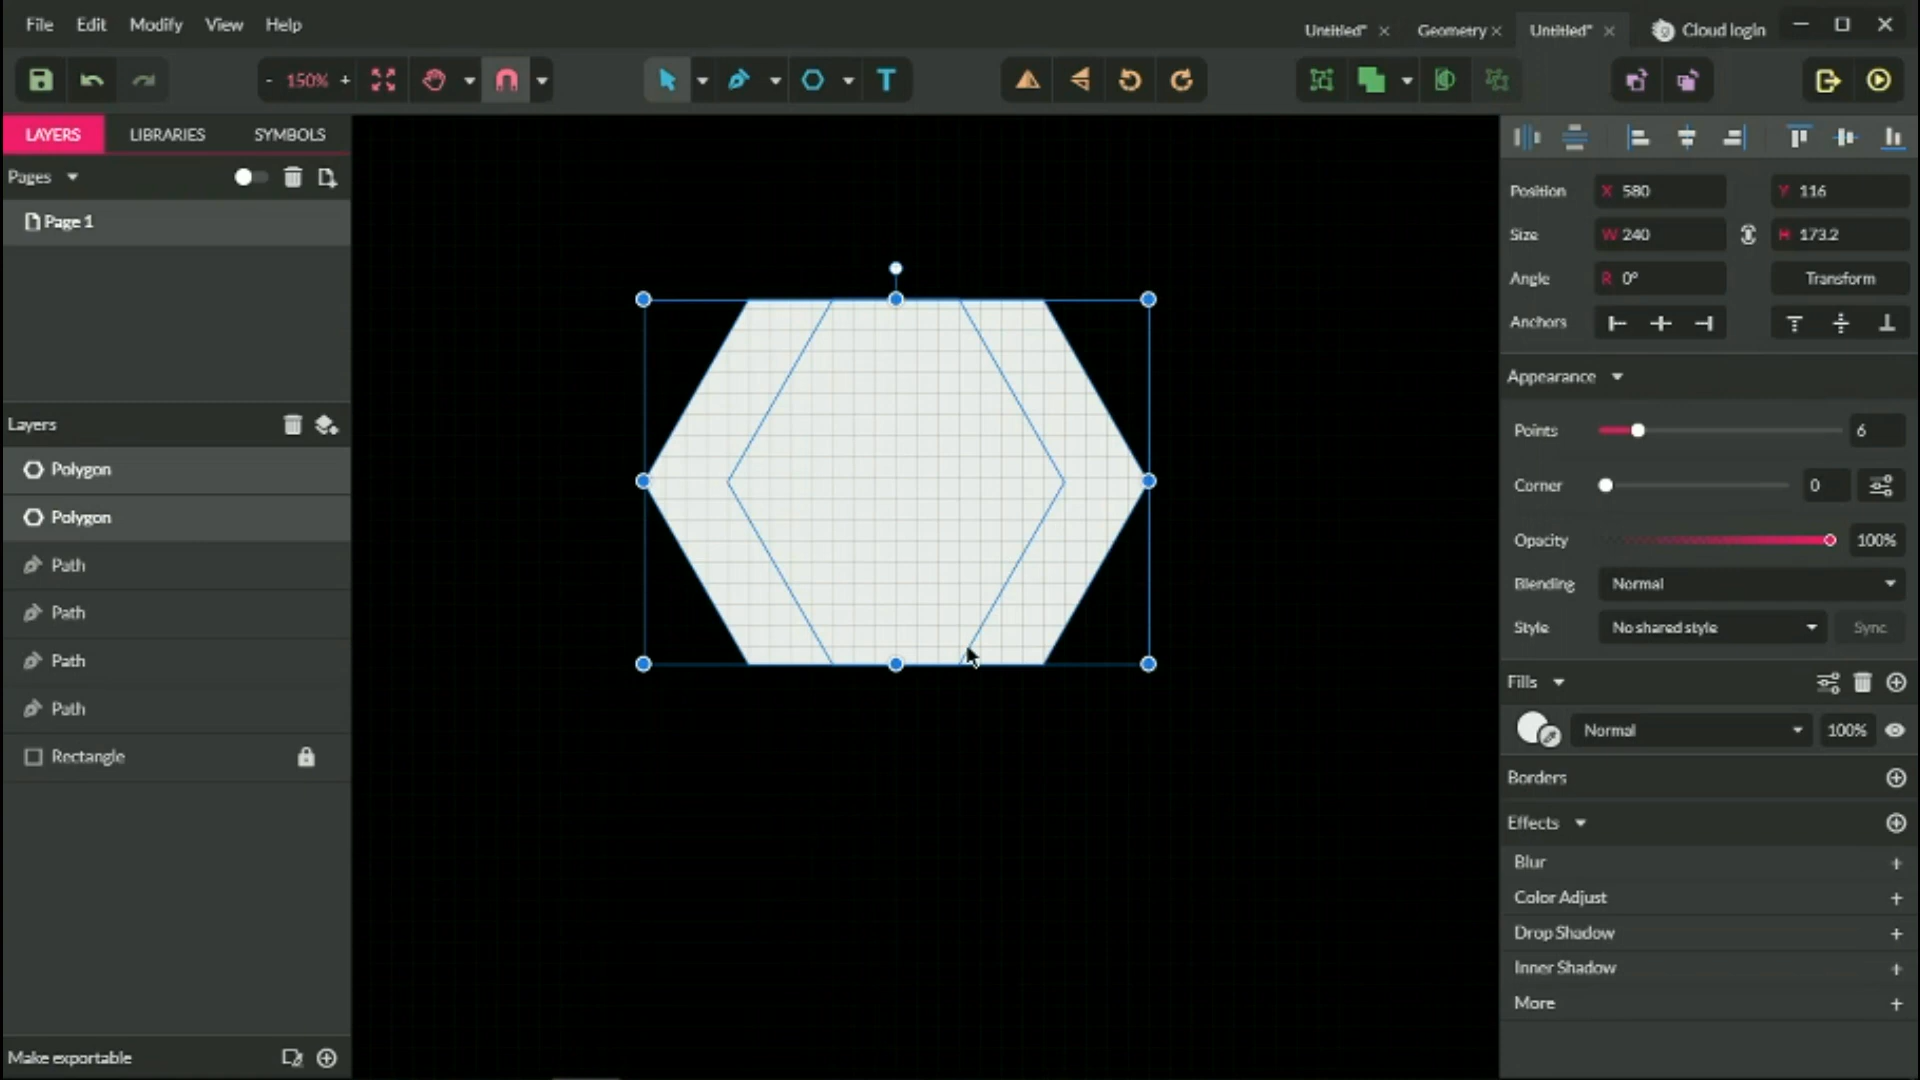 File Edit Modify View Help
Untitled* × Geometry × Untitled* × Cloud login
- 150% +
T
LAYERS LIBRARIES SYMBOLS
Pages
Page 1
Layers
Polygon
Polygon
Path
Path
Path
Path
Rectangle
Make exportable
Position X 580 Y 116
Size W 240 H 173.2
Angle R 0° Transform
Anchors
Appearance
Points 6
Corner 0
Opacity 100%
Blending Normal
Style No shared style Sync
Fills
Normal 100%
Borders
Effects
Blur +
Color Adjust +
Drop Shadow +
Inner Shadow +
More +